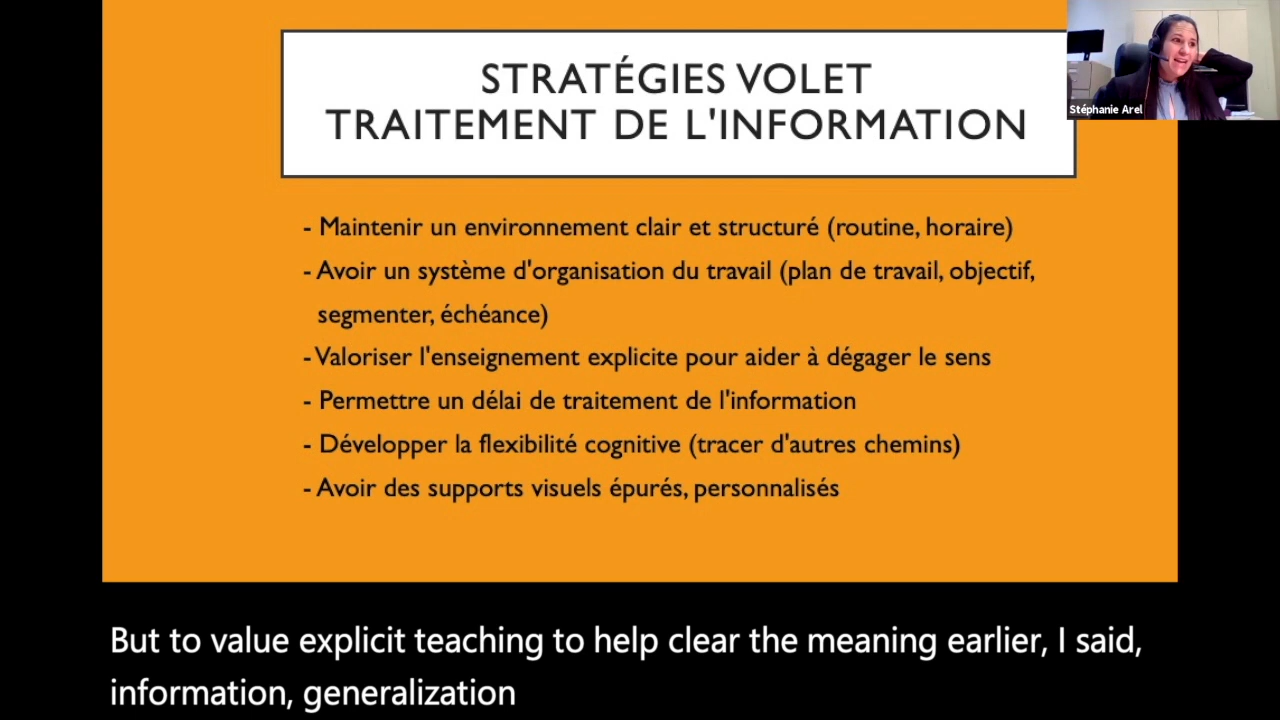 STRATÉGIES VOLET
TRAITEMENT DE L'INFORMATION
Stéphanie Arel
- Maintenir un environnement clair et structuré (routine, horaire)
- Avoir un système d'organisation du travail (plan de travail, objectif,
segmenter, échéance)
- Valoriser l'enseignement explicite pour aider à dégager le sens
- Permettre un délai de traitement de l'information
- Développer la flexibilité cognitive (tracer d'autres chemins)
- Avoir des supports visuels épurés, personnalisés
But to value explicit teaching to help clear the meaning earlier, I said,
information, generalization